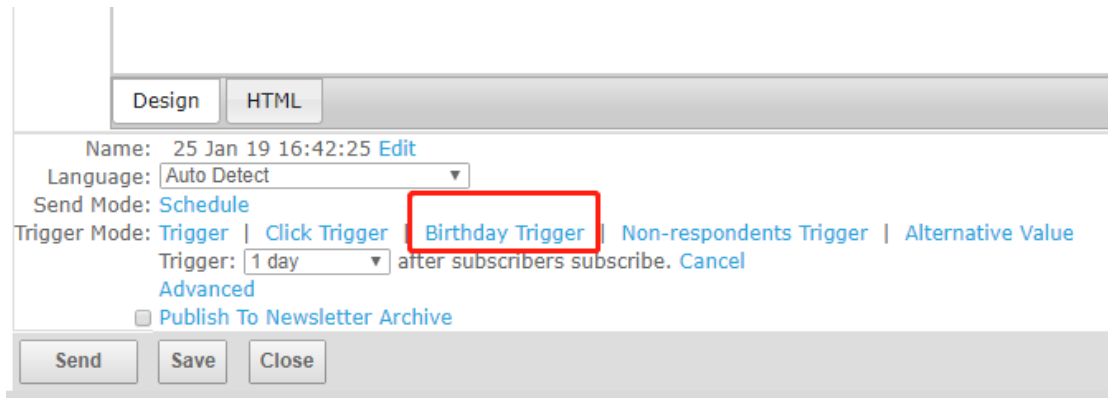 Design HTML
Name: 25 Jan 19 16:42:25 Edit
Language: Auto Detect
Send Mode: Schedule
Trigger Mode: Trigger | Click Trigger | Birthday Trigger | Non-respondents Trigger | Alternative Value
Trigger: 1 day after subscribers subscribe. Cancel
Advanced
Publish To Newsletter Archive
Send Save Close